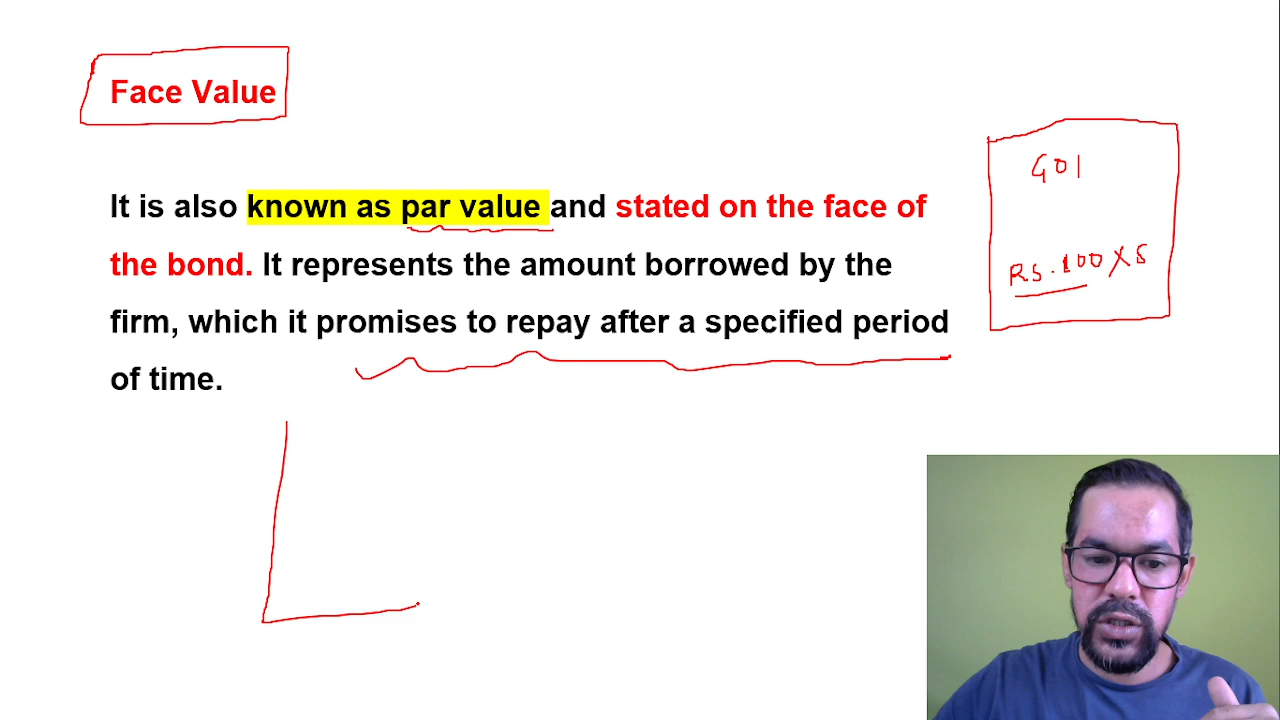 Face Value
It is also known as par value and stated on the face of
the bond. It represents the amount borrowed by the
firm, which it promises to repay after a specified period
of time.
GOI
RS.100 X 5